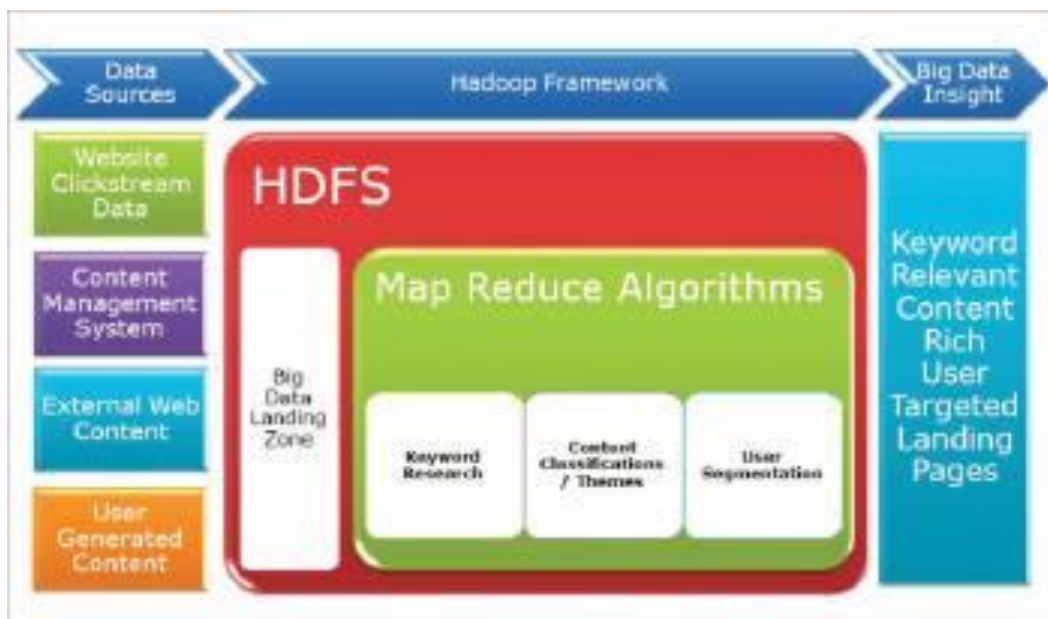 Data
Sources
Hadoop Framework
Big Data
Insight
Website
Clickstream
Data
Content
Management
System
External Web
Content
User
Generated
Content
HDFS
Big
Data
Landing
Zone
Map Reduce Algorithms
Keyword
Research
Content
Classifications
/ Themes
User
Segmentation
Keyword
Relevant
Content
Rich
User
Targeted
Landing
Pages